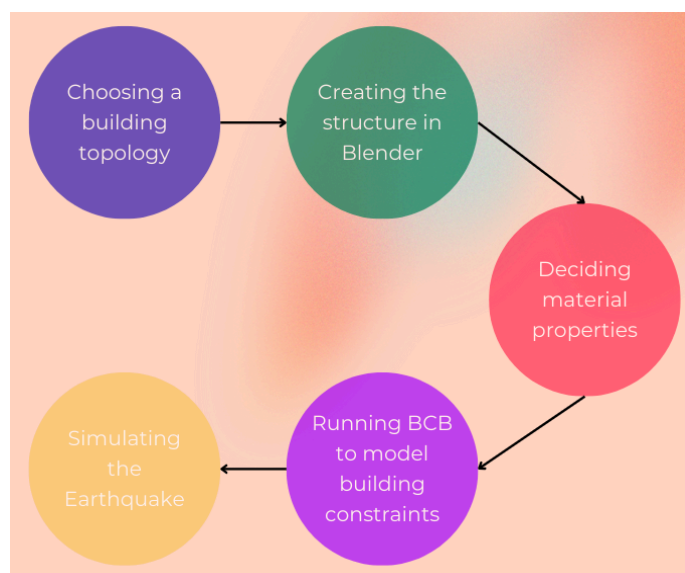 Choosing a
building
topology
Creating the
structure in
Blender
Deciding
material
properties
Running BCB
to model
building
constraints
Simulating
the
Earthquake